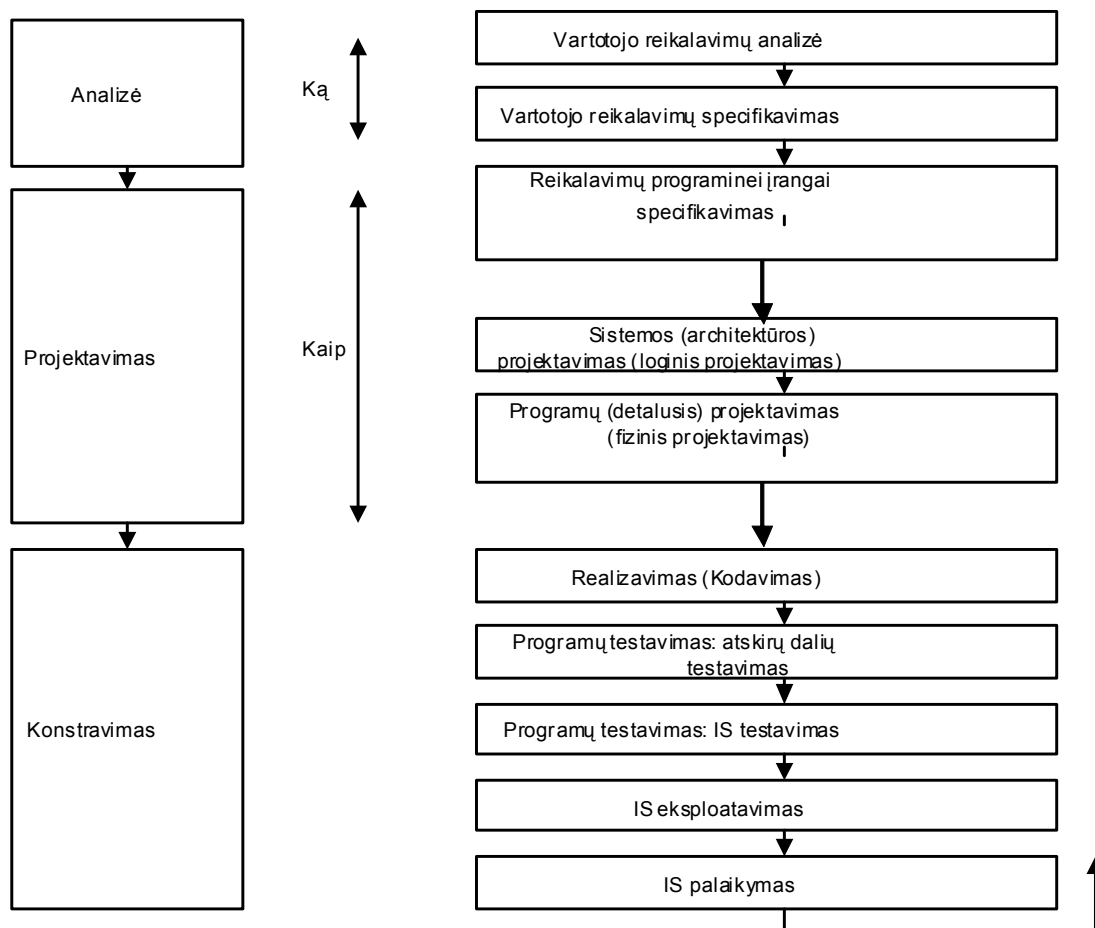 Analizė
Ką
Projektavimas
Kaip
Konstravimas
Vartotojo reikalavimų analizė
Vartotojo reikalavimų specifikavimas
Reikalavimų programinei įrangai
specifikavimas
Sistemos (architektūros)
projektavimas (loginis projektavimas)
Programų (detalusis) projektavimas
(fizinis projektavimas)
Realizavimas (Kodavimas)
Programų testavimas: atskirų dalių
testavimas
Programų testavimas: IS testavimas
IS eksploatavimas
IS palaikymas